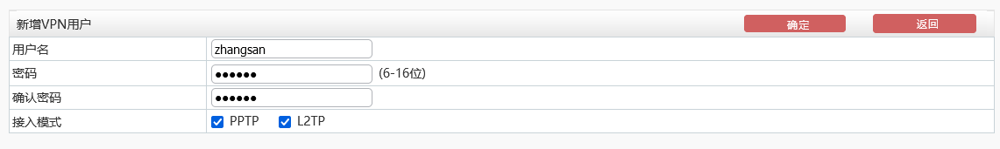 新增VPN用户 确定 返回
用户名 zhangsan
密码 •••••• (6-16位)
确认密码 ••••••
接入模式 PPTP L2TP